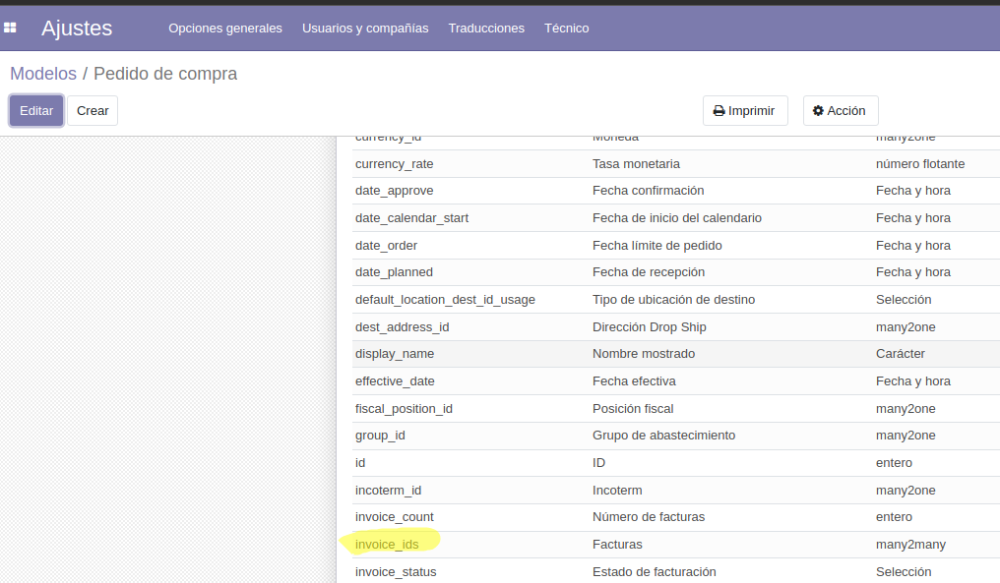 Ajustes Opciones generales Usuarios y compañías Traducciones Técnico
Modelos / Pedido de compra
Editar Crear Imprimir Acción
currency_id Moneda many2one
currency_rate Tasa monetaria número flotante
date_approve Fecha confirmación Fecha y hora
date_calendar_start Fecha de inicio del calendario Fecha y hora
date_order Fecha límite de pedido Fecha y hora
date_planned Fecha de recepción Fecha y hora
default_location_dest_id_usage Tipo de ubicación de destino Selección
dest_address_id Dirección Drop Ship many2one
display_name Nombre mostrado Carácter
effective_date Fecha efectiva Fecha y hora
fiscal_position_id Posición fiscal many2one
group_id Grupo de abastecimiento many2one
id ID entero
incoterm_id Incoterm many2one
invoice_count Número de facturas entero
invoice_ids Facturas many2many
invoice_status Estado de facturación Selección